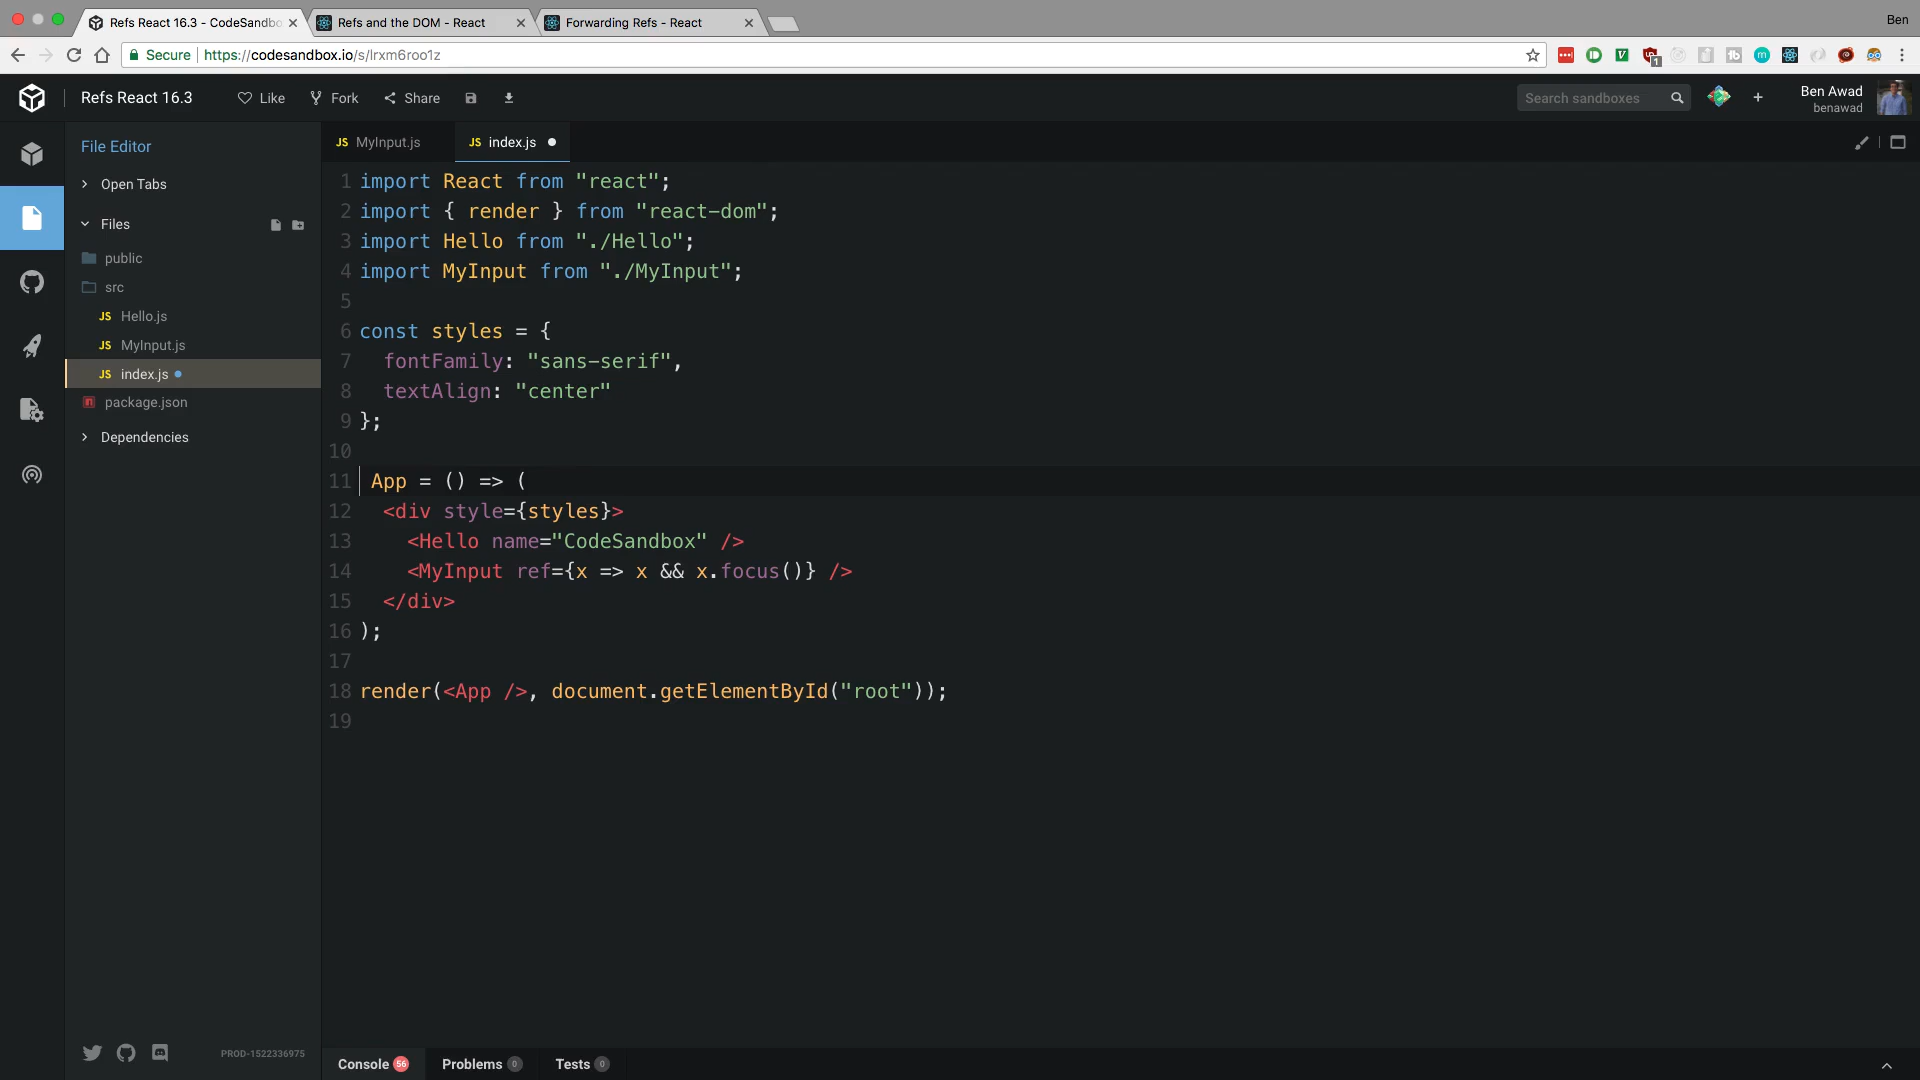 Refs React 16.3 - CodeSandbo
Refs and the DOM - React
Forwarding Refs - React
Ben
Secure
https://codesandbox.io/s/lrxm6roo1z
1
Refs React 16.3
Like
Fork
Share
Search sandboxes
Ben Awad
benawad
File Editor
Open Tabs
Files
public
src
JS Hello.js
JS MyInput.js
JS index.js
package.json
Dependencies
PROD-1522336975
JS MyInput.js
JS index.js
1 import React from "react";
2 import { render } from "react-dom";
3 import Hello from "./Hello";
4 import MyInput from "./MyInput";
5
6 const styles = {
7   fontFamily: "sans-serif",
8   textAlign: "center"
9 };
10
11  App = () => (
12   <div style={styles}>
13     <Hello name="CodeSandbox" />
14     <MyInput ref={x => x && x.focus()} />
15   </div>
16 );
17
18 render(<App />, document.getElementById("root"));
19
Console 56
Problems 0
Tests 0